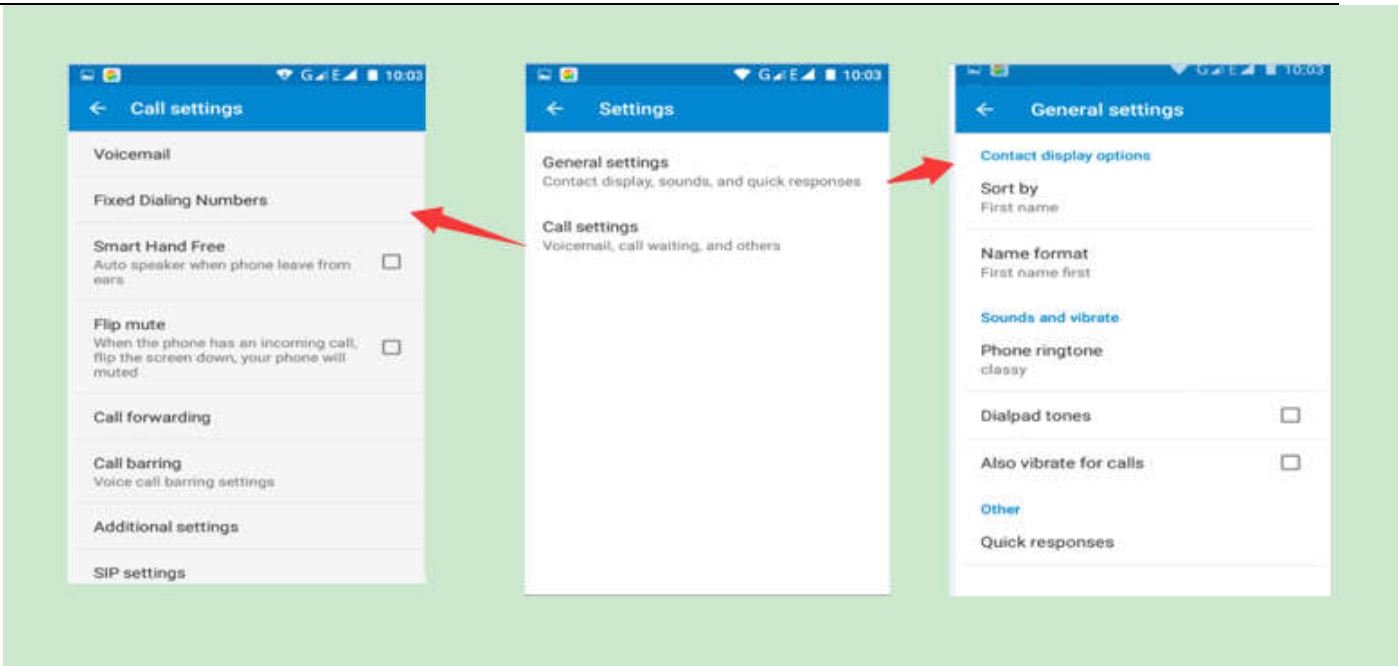 G E 10:03
Call settings
Voicemail
Fixed Dialing Numbers
Smart Hand Free
Auto speaker when phone leave from
ears
Flip mute
When the phone has an incoming call,
flip the screen down, your phone will
muted
Call forwarding
Call barring
Voice call barring settings
Additional settings
SIP settings
G E 10:03
Settings
General settings
Contact display, sounds, and quick responses
Call settings
Voicemail, call waiting, and others
G E 10:03
General settings
Contact display options
Sort by
First name
Name format
First name first
Sounds and vibrate
Phone ringtone
classy
Dialpad tones
Also vibrate for calls
Other
Quick responses